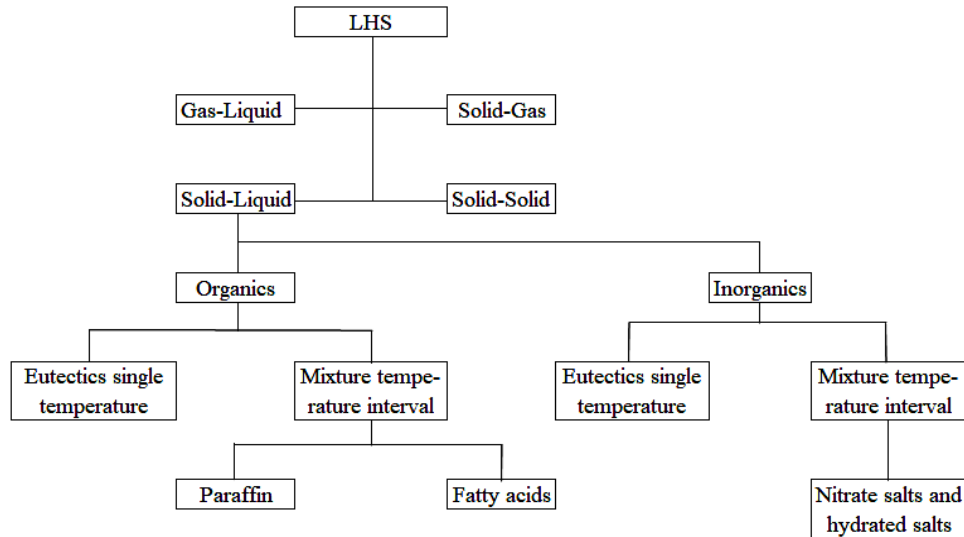 LHS
Gas-Liquid
Solid-Gas
Solid-Liquid
Solid-Solid
Organics
Inorganics
Eutectics single
temperature
Mixture tempe-
rature interval
Eutectics single
temperature
Mixture tempe-
rature interval
Paraffin
Fatty acids
Nitrate salts and
hydrated salts